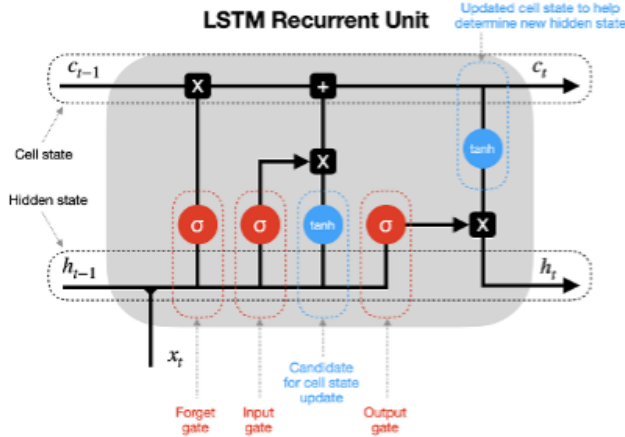 LSTM Recurrent Unit
Updated cell state to help
determine new hidden state
c_{t-1}
x
+
c_t
Cell state
x
tanh
Hidden state
σ
σ
tanh
σ
x
h_{t-1}
h_t
x_t
Candidate
for cell state
update
Forget
gate
Input
gate
Output
gate